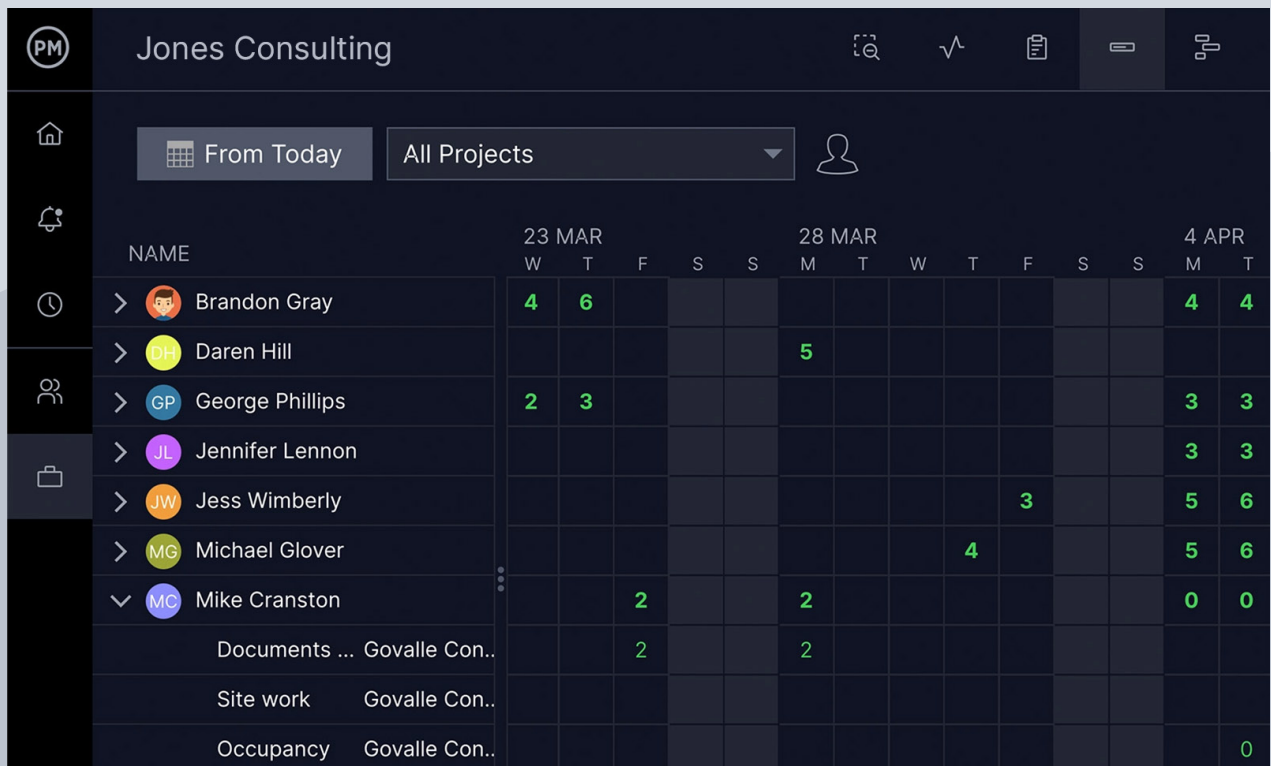 PM
Jones Consulting
From Today
All Projects
23 MAR 28 MAR 4 APR
NAME W T F S S M T W T F S S M T
Brandon Gray 4 6 4 4
DH Daren Hill 5
GP George Phillips 2 3 3 3
JL Jennifer Lennon 3 3
JW Jess Wimberly 3 5 6
MG Michael Glover 4 5 6
MC Mike Cranston 2 2 0 0
Documents ... Govalle Con.. 2 2
Site work Govalle Con..
Occupancy Govalle Con.. 0